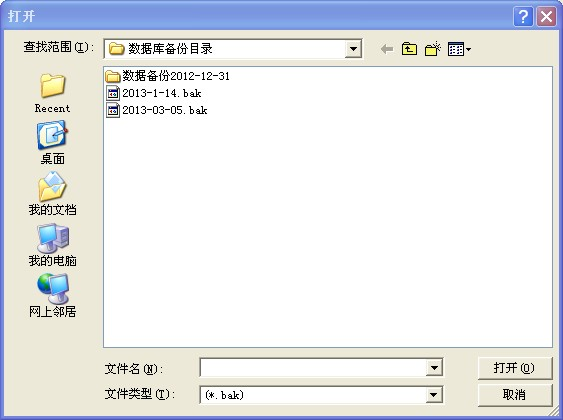 打开
查找范围(I):
数据库备份目录
数据备份2012-12-31
2013-1-14.bak
2013-03-05.bak
Recent
桌面
我的文档
我的电脑
网上邻居
文件名(N):
打开(O)
文件类型(T):
(*.bak)
取消